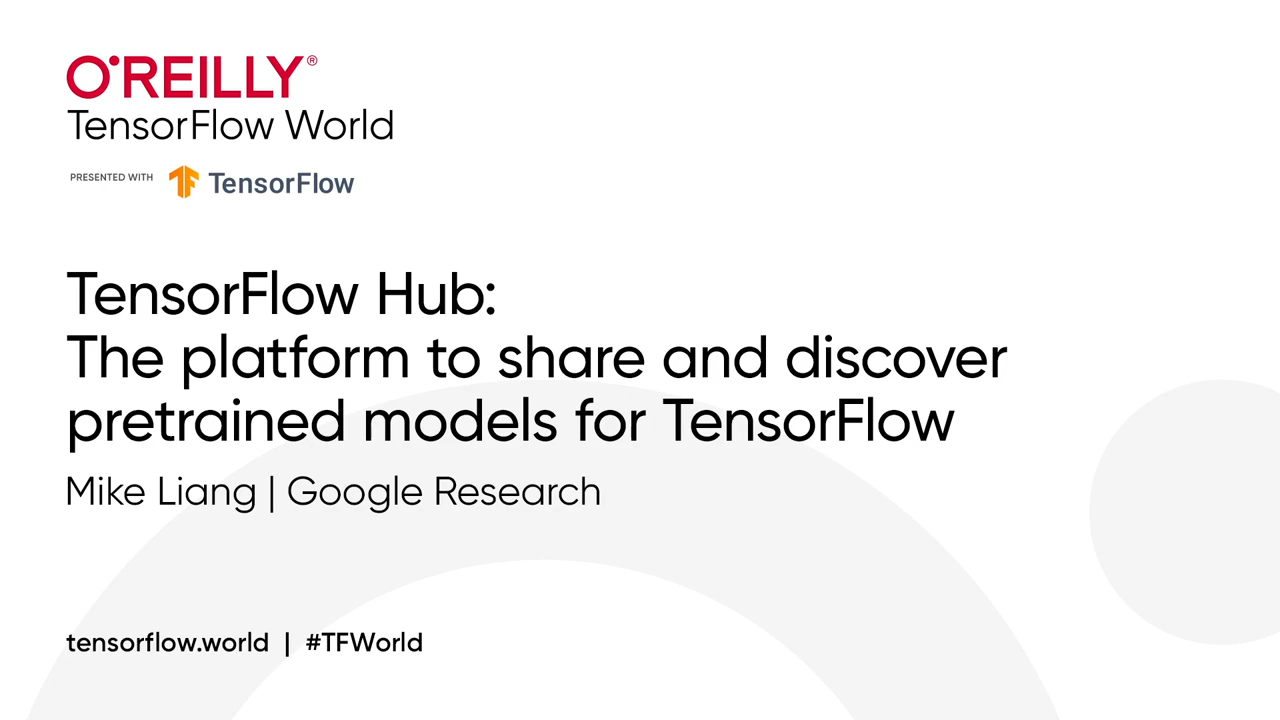 O'REILLY®
TensorFlow World
PRESENTED WITH TensorFlow
TensorFlow Hub:
The platform to share and discover
pretrained models for TensorFlow
Mike Liang | Google Research
tensorflow.world | #TFWorld